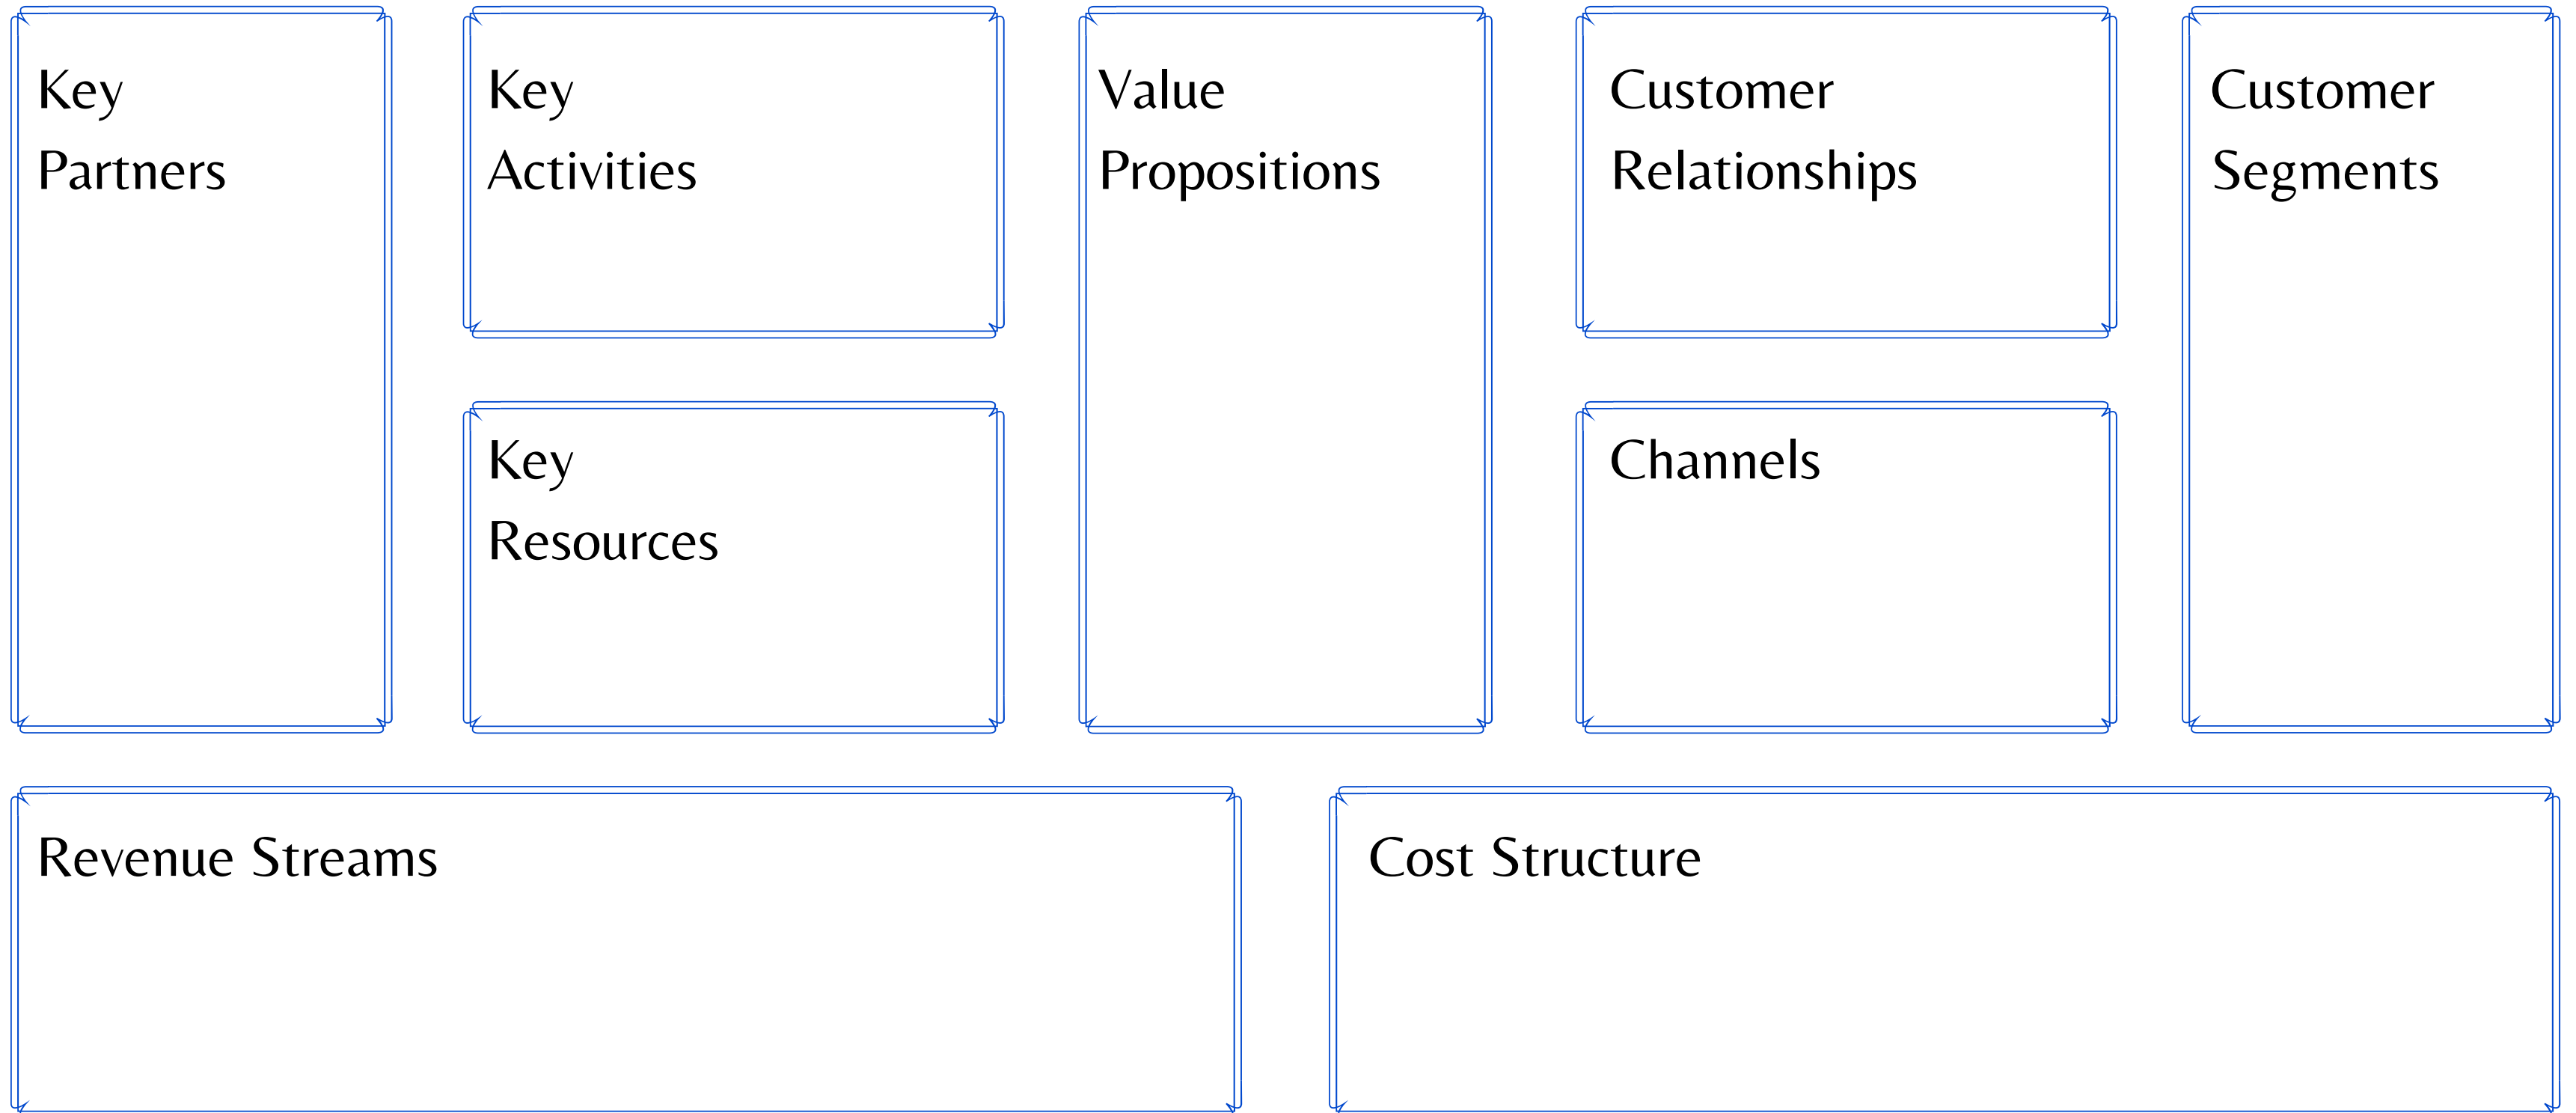 Key
Partners
Key
Activities
Key
Resources
Value
Propositions
Customer
Relationships
Channels
Customer
Segments
Revenue Streams
Cost Structure